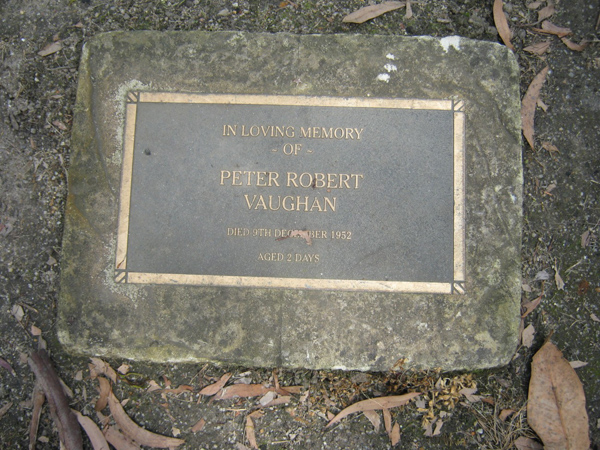 IN LOVING MEMORY
- OF -
PETER ROBERT
VAUGHAN
DIED 9TH DECEMBER 1952
AGED 2 DAYS